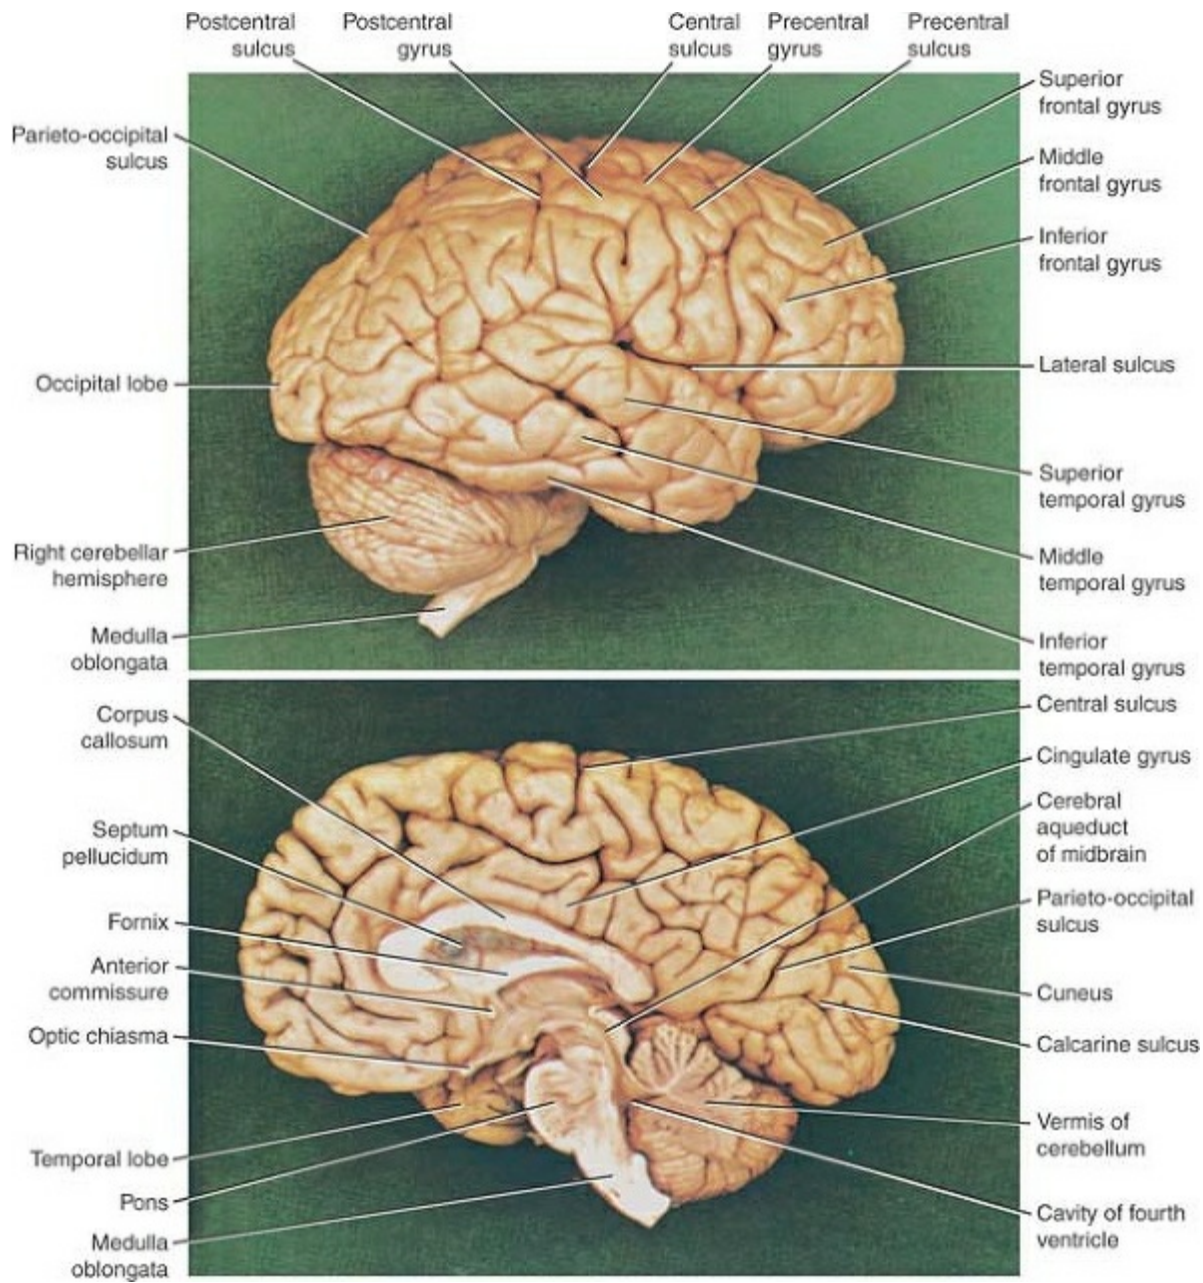 Postcentral
sulcus
Postcentral
gyrus
Central
sulcus
Precentral
gyrus
Precentral
sulcus
Superior
frontal gyrus
Middle
frontal gyrus
Inferior
frontal gyrus
Lateral sulcus
Superior
temporal gyrus
Middle
temporal gyrus
Inferior
temporal gyrus
Parieto-occipital
sulcus
Occipital lobe
Right cerebellar
hemisphere
Medulla
oblongata
Corpus
callosum
Septum
pellucidum
Fornix
Anterior
commissure
Optic chiasma
Temporal lobe
Pons
Medulla
oblongata
Central sulcus
Cingulate gyrus
Cerebral
aqueduct
of midbrain
Parieto-occipital
sulcus
Cuneus
Calcarine sulcus
Vermis of
cerebellum
Cavity of fourth
ventricle